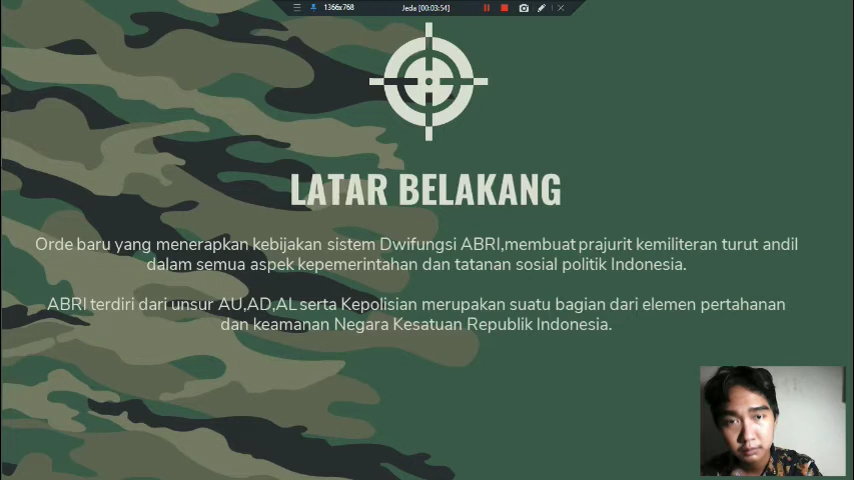 1366x768
Jeda [00:03:54]
LATAR BELAKANG
Orde baru yang menerapkan kebijakan sistem Dwifungsi ABRI,membuat prajurit kemiliteran turut andil
dalam semua aspek kepemerintahan dan tatanan sosial politik Indonesia.
ABRI terdiri dari unsur AU,AD,AL serta Kepolisian merupakan suatu bagian dari elemen pertahanan
dan keamanan Negara Kesatuan Republik Indonesia.